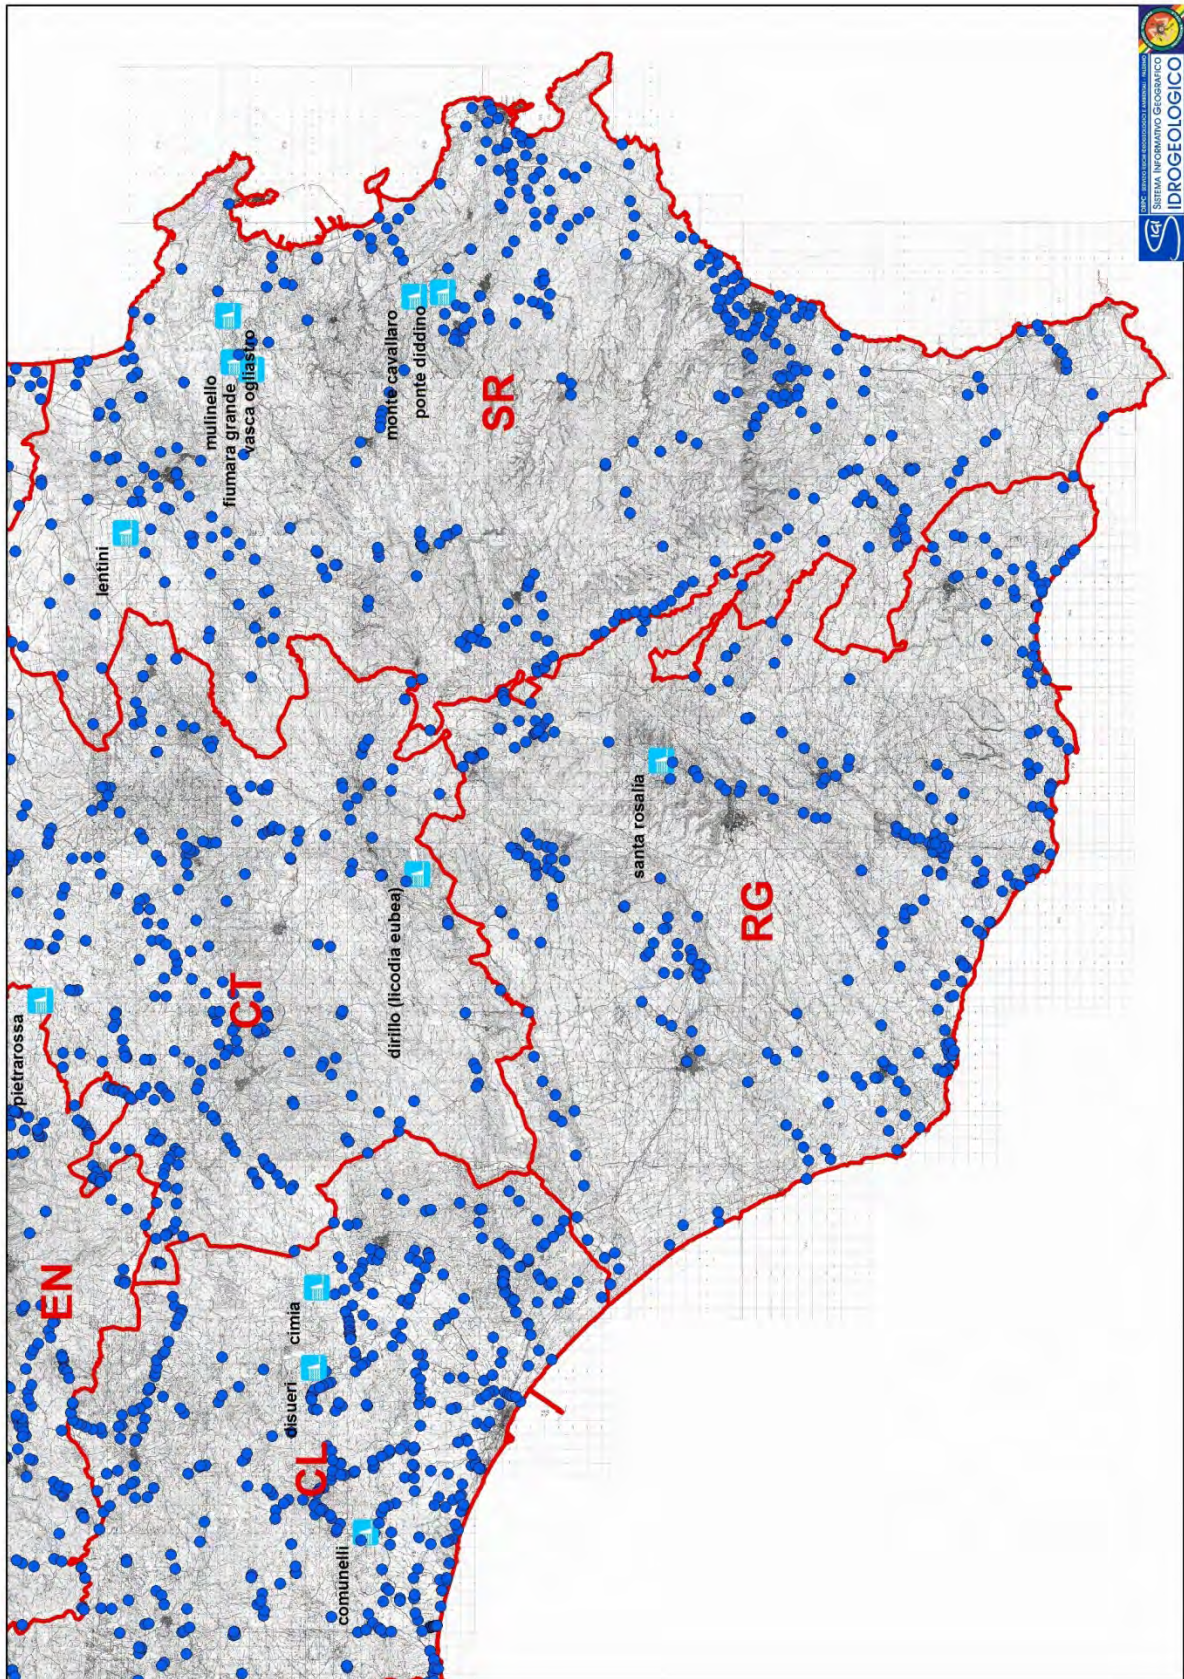 SISTEMA INFORMATIVO GEOGRAFICO
IDROGEOLOGICO
SIGI
mulinello
fiumara grande
vasca ogliastro
monte cavallaro
ponte diddino
SR
lentini
santa rosalia
RG
dirillo (licodia eubea)
CT
pietrarossa
EN
cimia
disueri
CL
comunelli